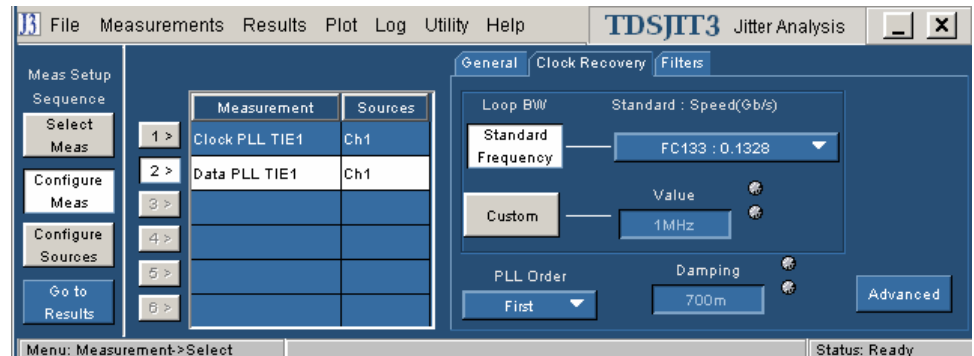 J3 File Measurements Results Plot Log Utility Help TDSJIT3 Jitter Analysis
Meas Setup
Sequence
Select
Meas
Configure
Meas
Configure
Sources
Go to
Results
Measurement Sources
1 > Clock PLL TIE1 Ch1
2 > Data PLL TIE1 Ch1
3 >
4 >
5 >
6 >
General Clock Recovery Filters
Loop BW Standard : Speed(Gb/s)
Standard
Frequency
FC133 : 0.1328
Custom
Value
1MHz
PLL Order
First
Damping
700m
Advanced
Menu: Measurement->Select Status: Ready